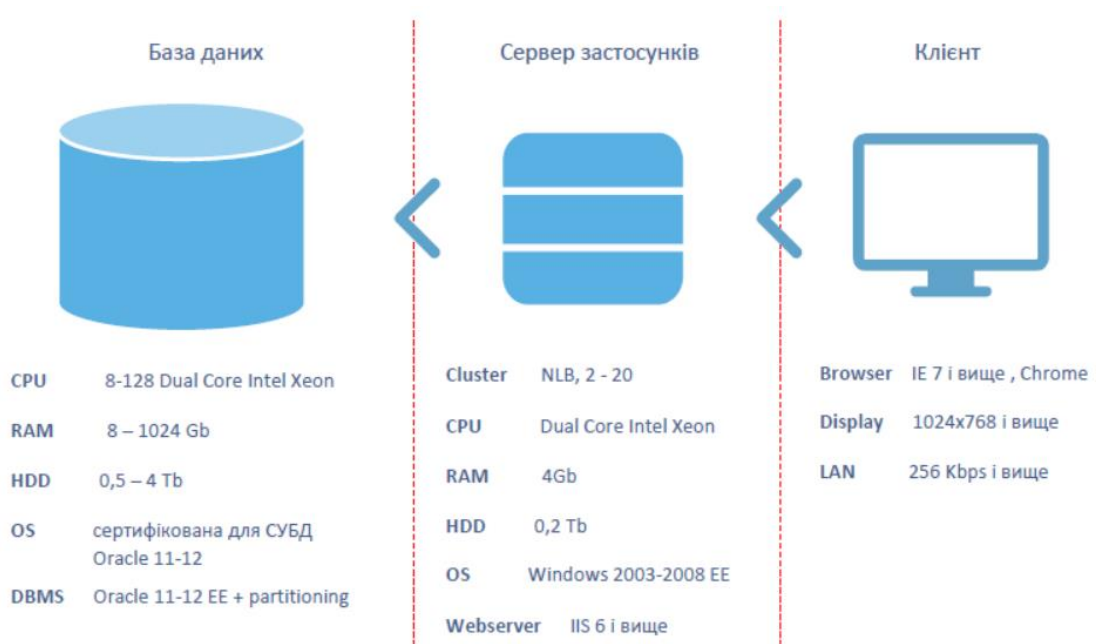 База даних
CPU 8-128 Dual Core Intel Xeon
RAM 8 – 1024 Gb
HDD 0,5 – 4 Tb
OS сертифікована для СУБД
Oracle 11-12
DBMS Oracle 11-12 EE + partitioning
Сервер застосунків
Cluster NLB, 2 - 20
CPU Dual Core Intel Xeon
RAM 4Gb
HDD 0,2 Tb
OS Windows 2003-2008 EE
Webserver IIS 6 і вище
Клієнт
Browser IE 7 і вище , Chrome
Display 1024x768 і вище
LAN 256 Kbps і вище